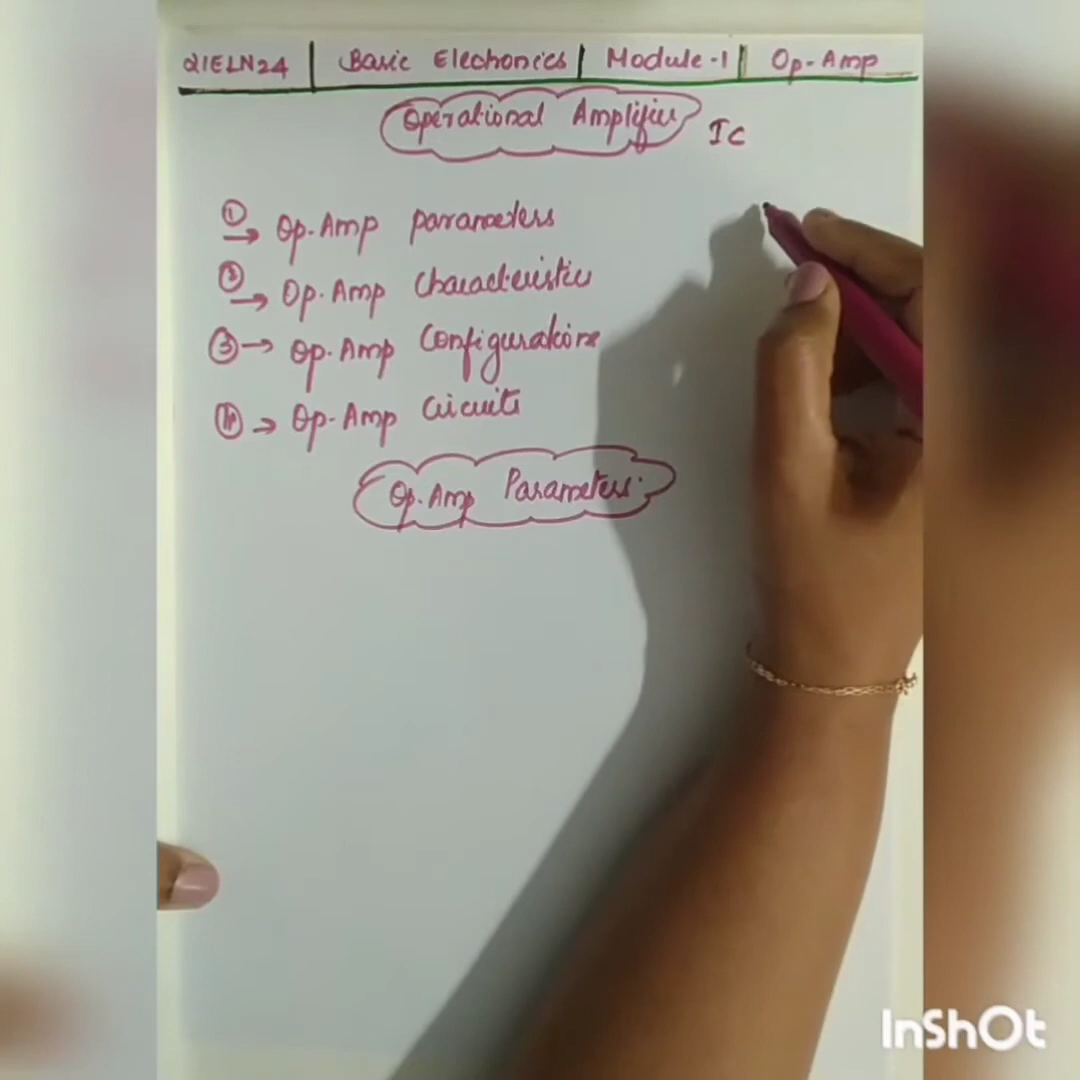 21ELN24 | Basic Electronics | Module-1 | Op-Amp
Operational Amplifier IC
① → Op-Amp parameters
② → Op-Amp Characteristics
③ → Op-Amp Configurations
④ → Op-Amp Circuits
Op-Amp Parameters
InShOt